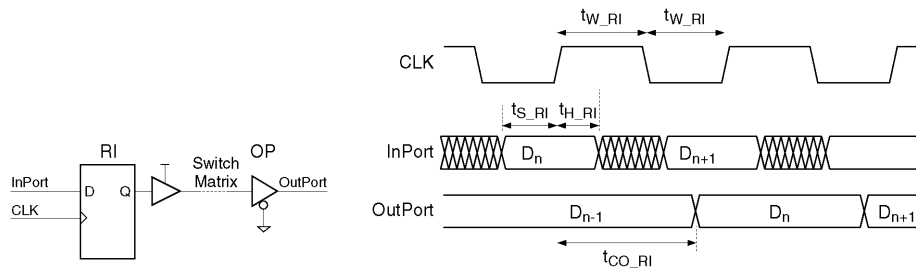 RI
OP
Switch
Matrix
InPort
D
Q
OutPort
CLK
t_W_RI
t_W_RI
CLK
t_S_RI
t_H_RI
InPort
D_n
D_n+1
OutPort
D_n-1
D_n
D_n+1
t_CO_RI